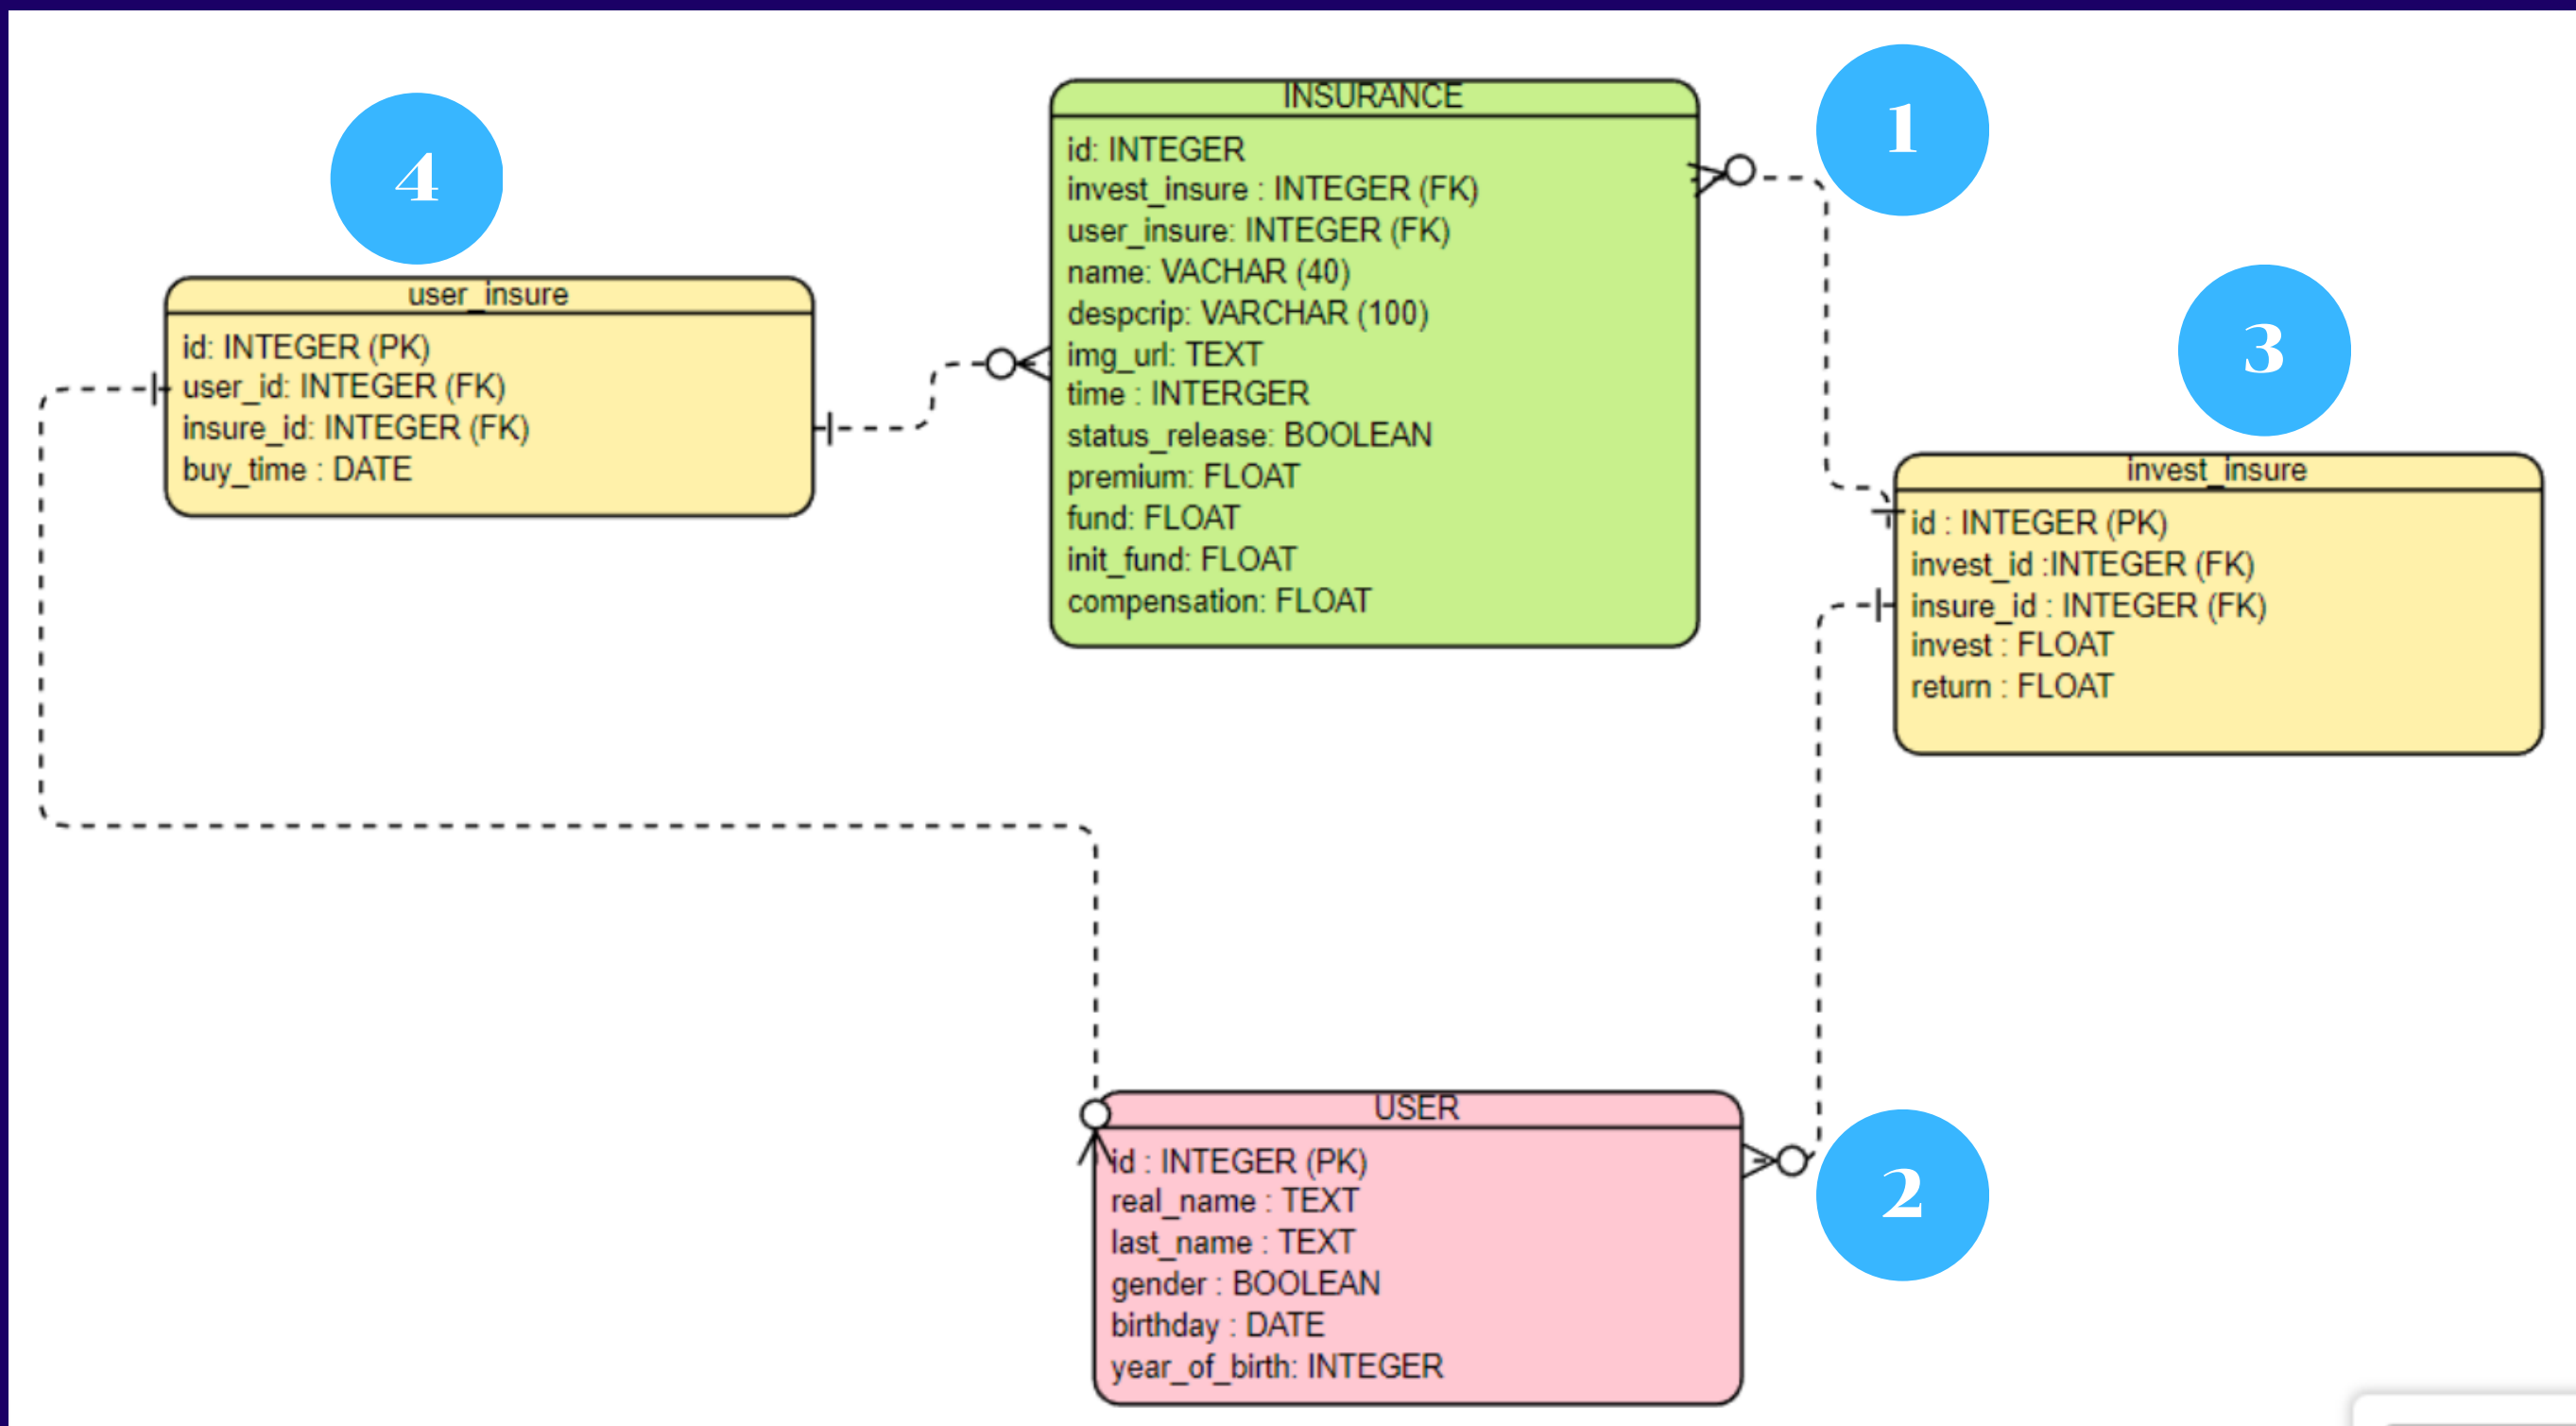 1
INSURANCE
id: INTEGER
invest_insure : INTEGER (FK)
user_insure: INTEGER (FK)
name: VACHAR (40)
despcrip: VARCHAR (100)
img_url: TEXT
time : INTERGER
status_release: BOOLEAN
premium: FLOAT
fund: FLOAT
init_fund: FLOAT
compensation: FLOAT
2
USER
id : INTEGER (PK)
real_name : TEXT
last_name : TEXT
gender : BOOLEAN
birthday : DATE
year_of_birth: INTEGER
3
invest_insure
id : INTEGER (PK)
invest_id :INTEGER (FK)
insure_id : INTEGER (FK)
invest : FLOAT
return : FLOAT
4
user_insure
id: INTEGER (PK)
user_id: INTEGER (FK)
insure_id: INTEGER (FK)
buy_time : DATE